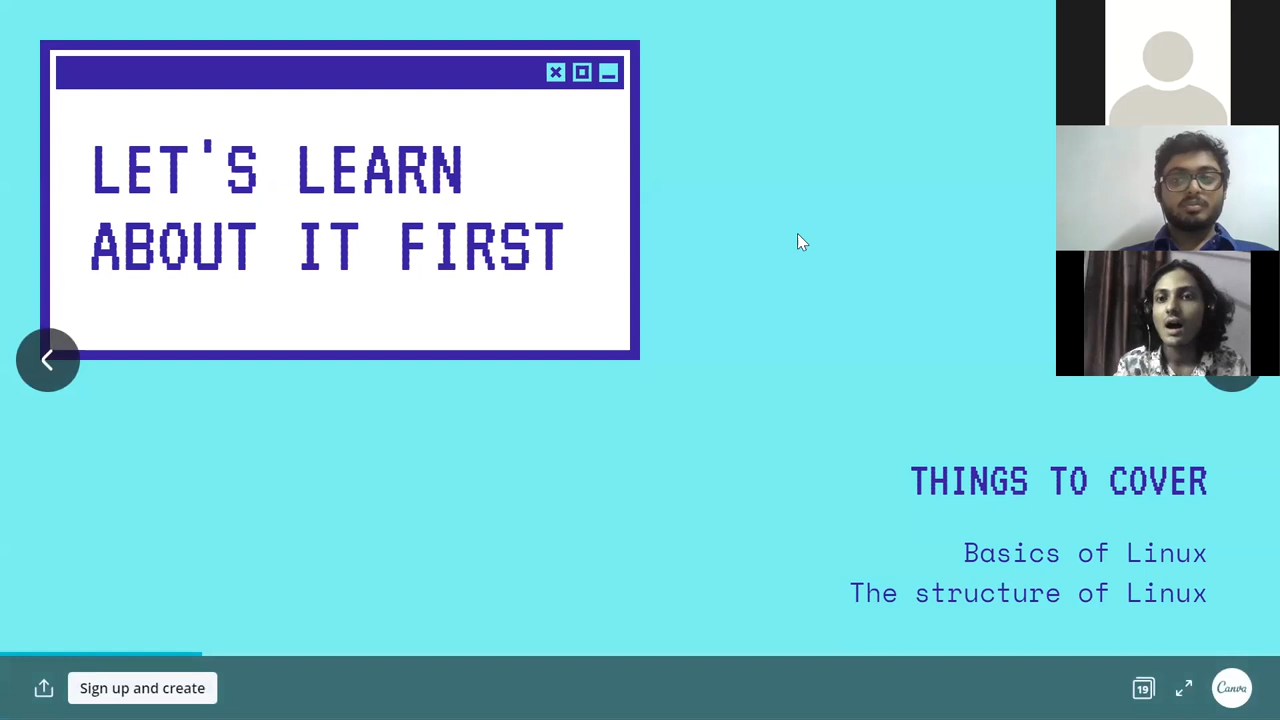 LET'S LEARN
ABOUT IT FIRST
THINGS TO COVER
Basics of Linux
The structure of Linux
Sign up and create
19
Canva